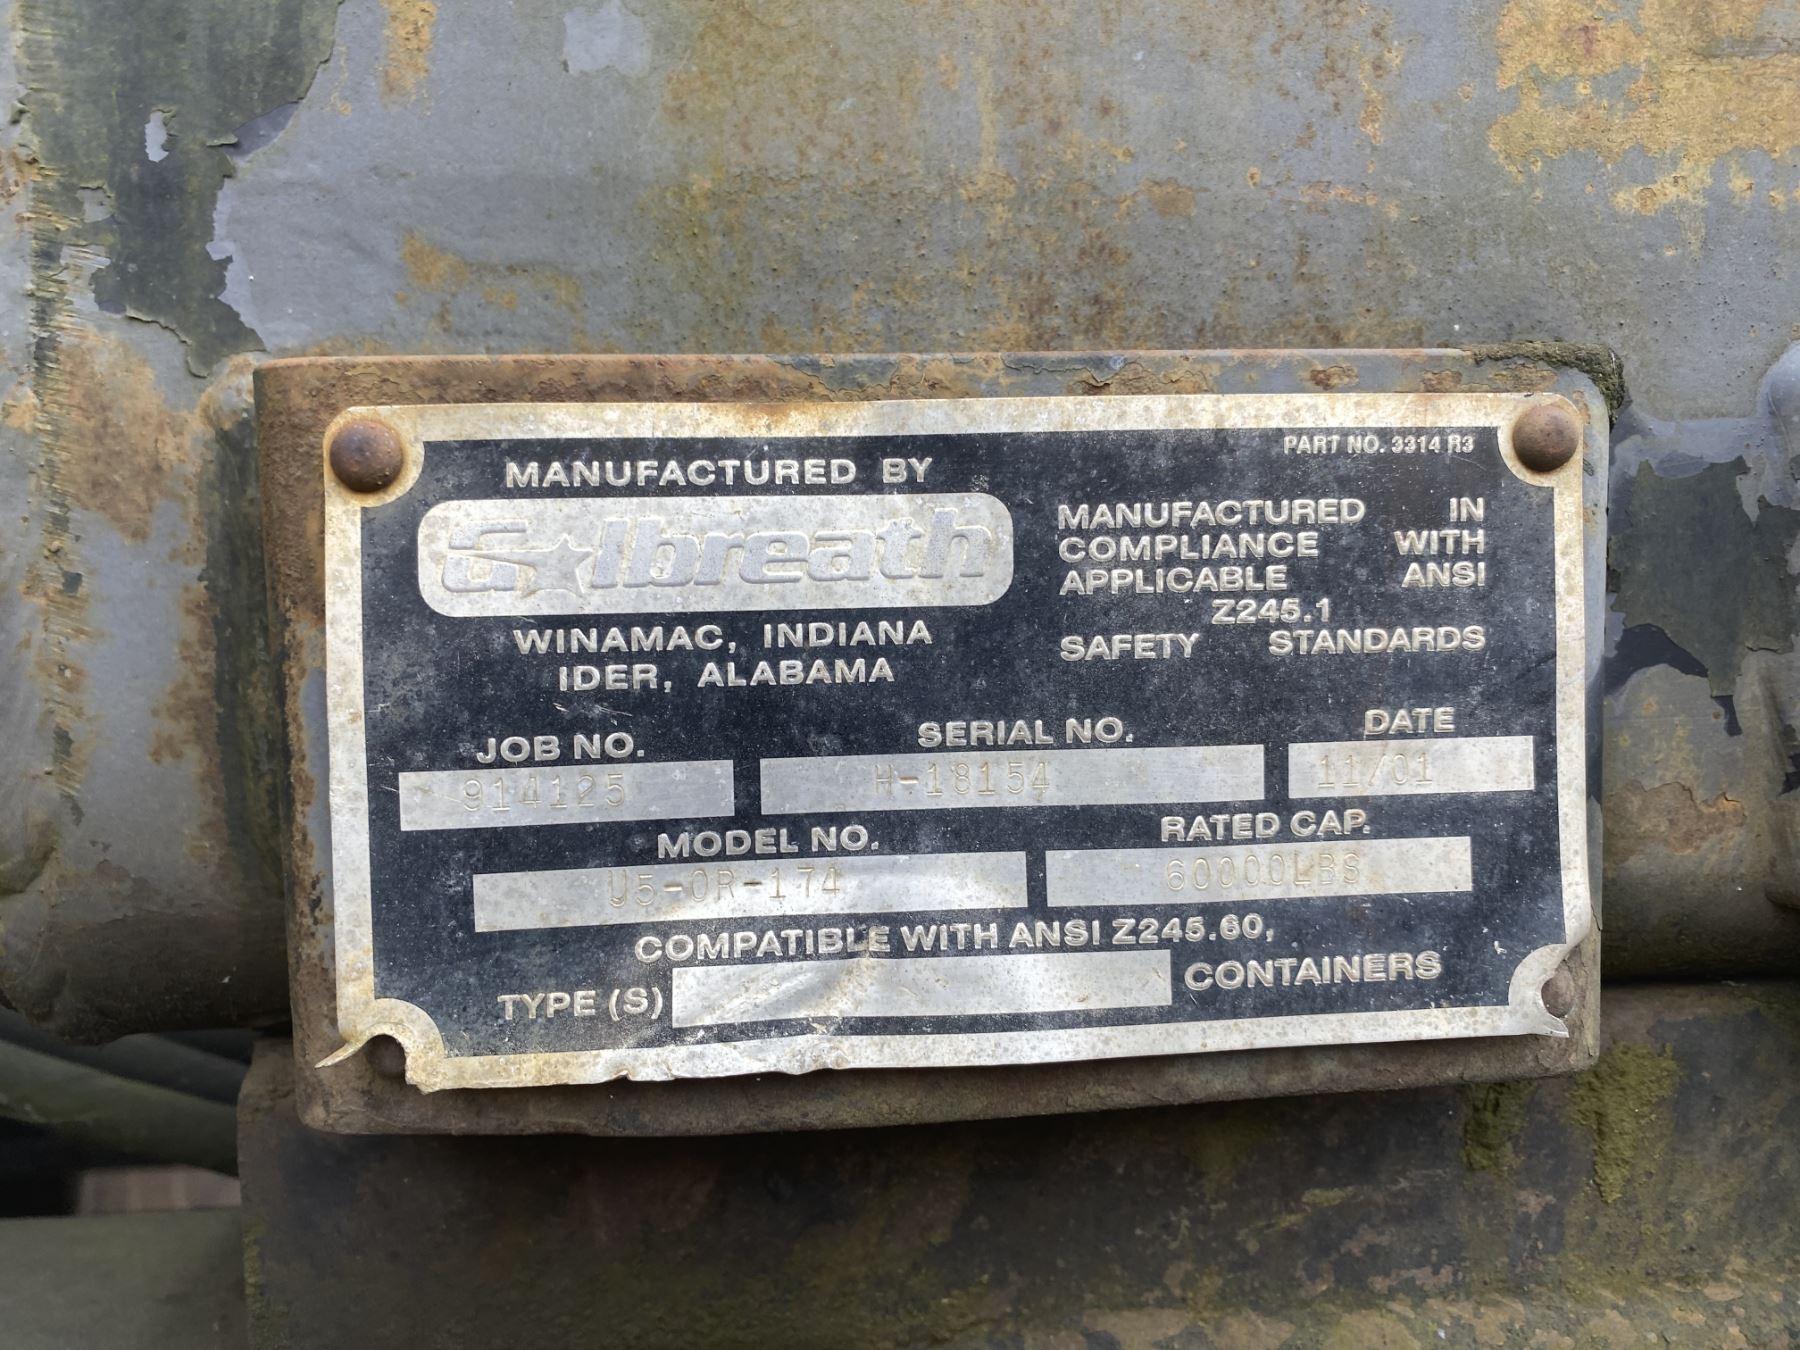 PART NO. 3314 R3
MANUFACTURED BY
Galbreath
WINAMAC, INDIANA
IDER, ALABAMA
MANUFACTURED IN
COMPLIANCE WITH
APPLICABLE ANSI
Z245.1
SAFETY STANDARDS
JOB NO. SERIAL NO. DATE
914125 H-18154 11/01
MODEL NO. RATED CAP.
U5-OR-174 60000LBS
COMPATIBLE WITH ANSI Z245.60,
TYPE (S) CONTAINERS